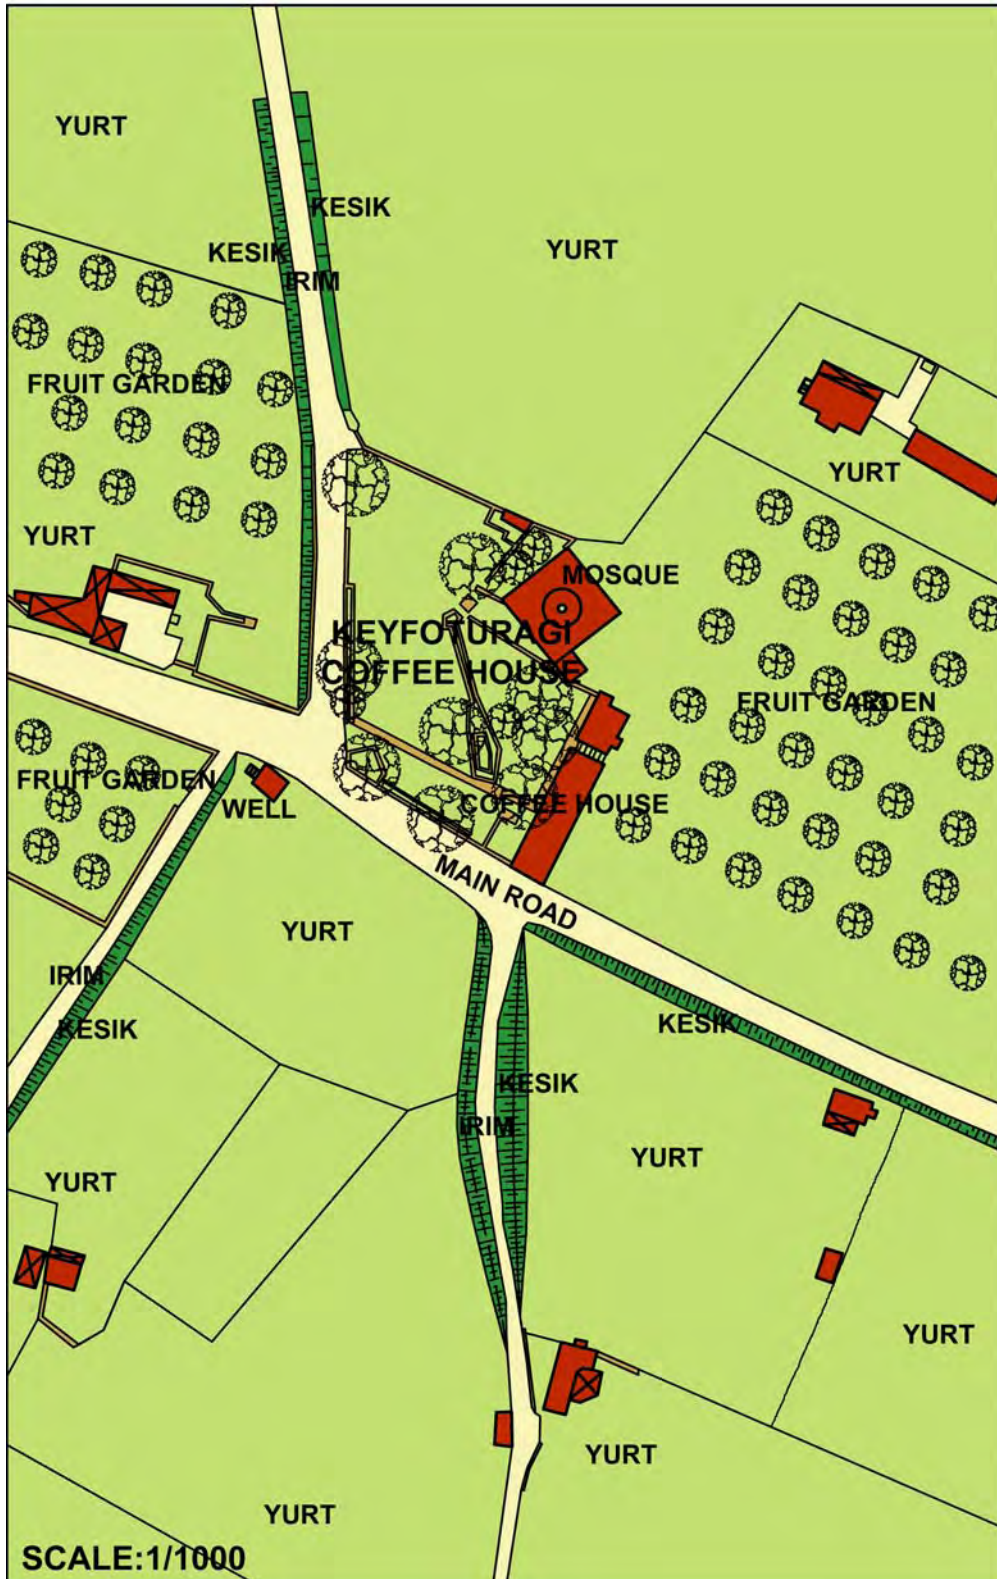 YURT
KESIK
KESIK
YURT
IRIM
FRUIT GARDEN
YURT
YURT
MOSQUE
KEYFOTURAGI
COFFEE HOUSE
FRUIT GARDEN
FRUIT GARDEN
WELL
COFFEE HOUSE
MAIN ROAD
YURT
IRIM
KESIK
KESIK
KESIK
IRIM
YURT
YURT
YURT
YURT
YURT
SCALE:1/1000